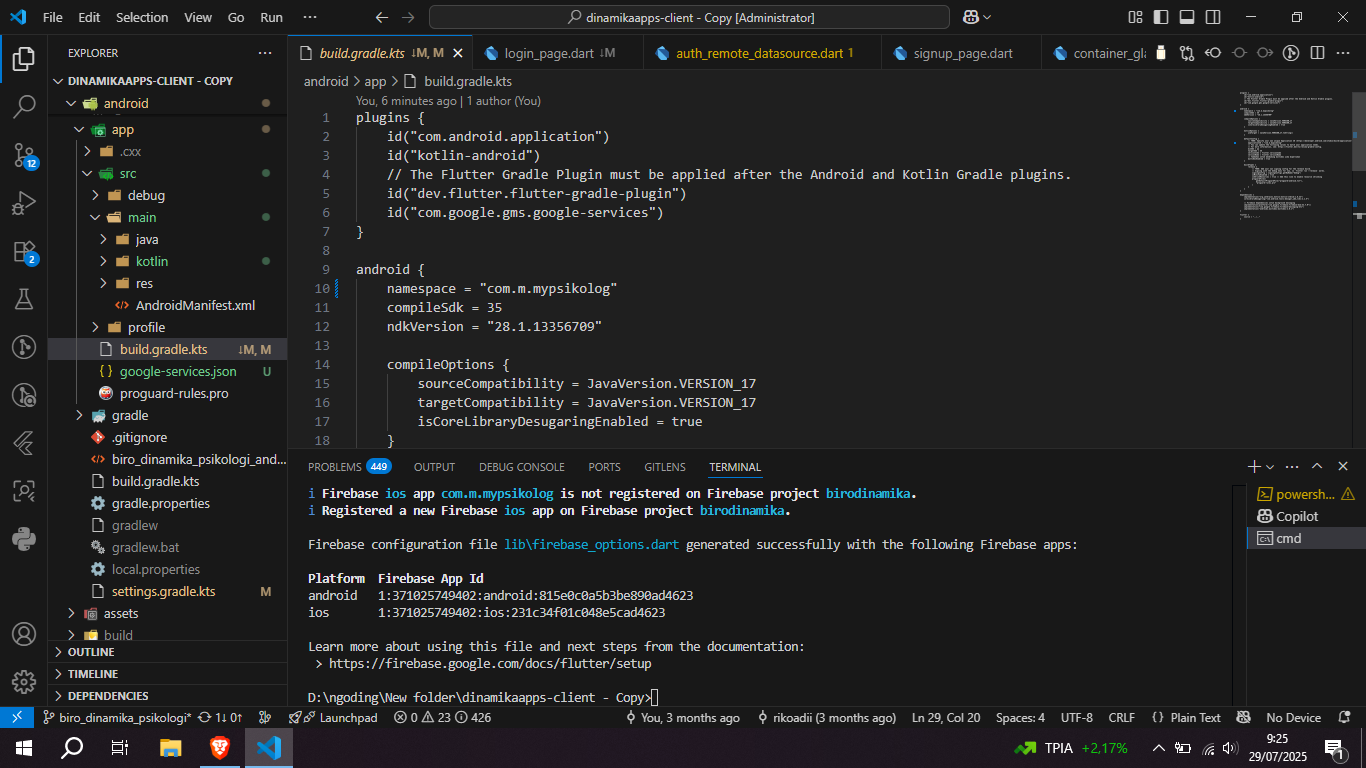 File Edit Selection View Go Run ··· dinamikaapps-client - Copy [Administrator]
EXPLORER ···
DINAMIKAAPPS-CLIENT - COPY
android
app
.cxx
src
debug
main
java
kotlin
res
AndroidManifest.xml
profile
build.gradle.kts ↓M, M
google-services.json U
proguard-rules.pro
gradle
.gitignore
biro_dinamika_psikologi_and...
build.gradle.kts
gradle.properties
gradlew
gradlew.bat
local.properties
settings.gradle.kts M
assets
build
OUTLINE
TIMELINE
DEPENDENCIES
12
2
build.gradle.kts ↓M, M login_page.dart ↓M auth_remote_datasource.dart 1 signup_page.dart container_gla
android > app > build.gradle.kts
You, 6 minutes ago | 1 author (You)
1 plugins {
2 id("com.android.application")
3 id("kotlin-android")
4 // The Flutter Gradle Plugin must be applied after the Android and Kotlin Gradle plugins.
5 id("dev.flutter.flutter-gradle-plugin")
6 id("com.google.gms.google-services")
7 }
8
9 android {
10 namespace = "com.m.mypsikolog"
11 compileSdk = 35
12 ndkVersion = "28.1.13356709"
13
14 compileOptions {
15 sourceCompatibility = JavaVersion.VERSION_17
16 targetCompatibility = JavaVersion.VERSION_17
17 isCoreLibraryDesugaringEnabled = true
18 }
PROBLEMS 449 OUTPUT DEBUG CONSOLE PORTS GITLENS TERMINAL
i Firebase ios app com.m.mypsikolog is not registered on Firebase project birodinamika.
i Registered a new Firebase ios app on Firebase project birodinamika.
Firebase configuration file lib\firebase_options.dart generated successfully with the following Firebase apps:
Platform Firebase App Id
android 1:371025749402:android:815e0c0a5b3be890ad4623
ios 1:371025749402:ios:231c34f01c048e5cad4623
Learn more about using this file and next steps from the documentation:
> https://firebase.google.com/docs/flutter/setup
D:\ngoding\New folder\dinamikaapps-client - Copy>
powersh...
Copilot
cmd
biro_dinamika_psikologi* 1↓ 0↑ Launchpad 0 23 426 You, 3 months ago rikoadii (3 months ago) Ln 29, Col 20 Spaces: 4 UTF-8 CRLF {} Plain Text No Device
TPIA +2,17% 9:25
29/07/2025
1